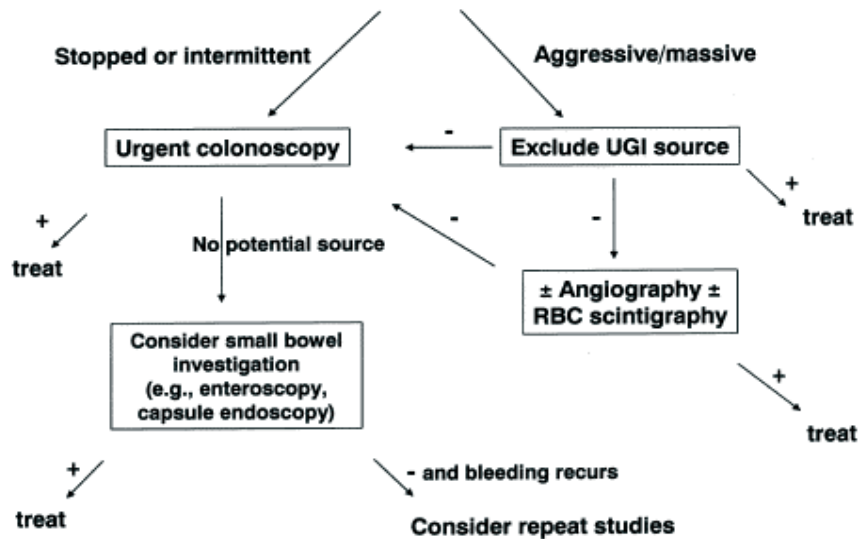 Stopped or intermittent
Aggressive/massive
Urgent colonoscopy
-
Exclude UGI source
+
treat
+
treat
No potential source
-
-
± Angiography ±
RBC scintigraphy
Consider small bowel
investigation
(e.g., enteroscopy,
capsule endoscopy)
+
treat
+
treat
- and bleeding recurs
Consider repeat studies